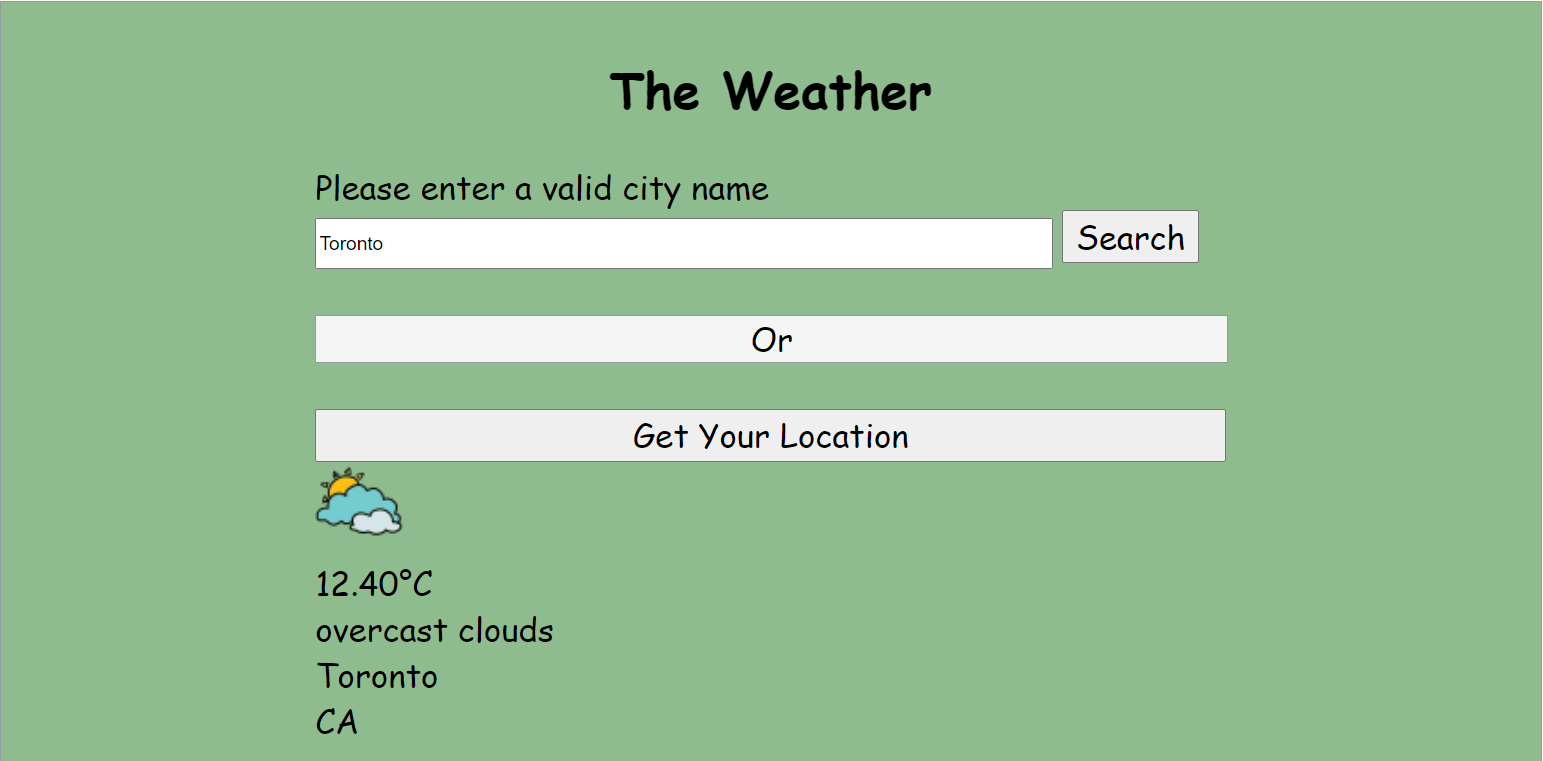 The Weather
Please enter a valid city name
Toronto
Search
Or
Get Your Location
12.40°C
overcast clouds
Toronto
CA